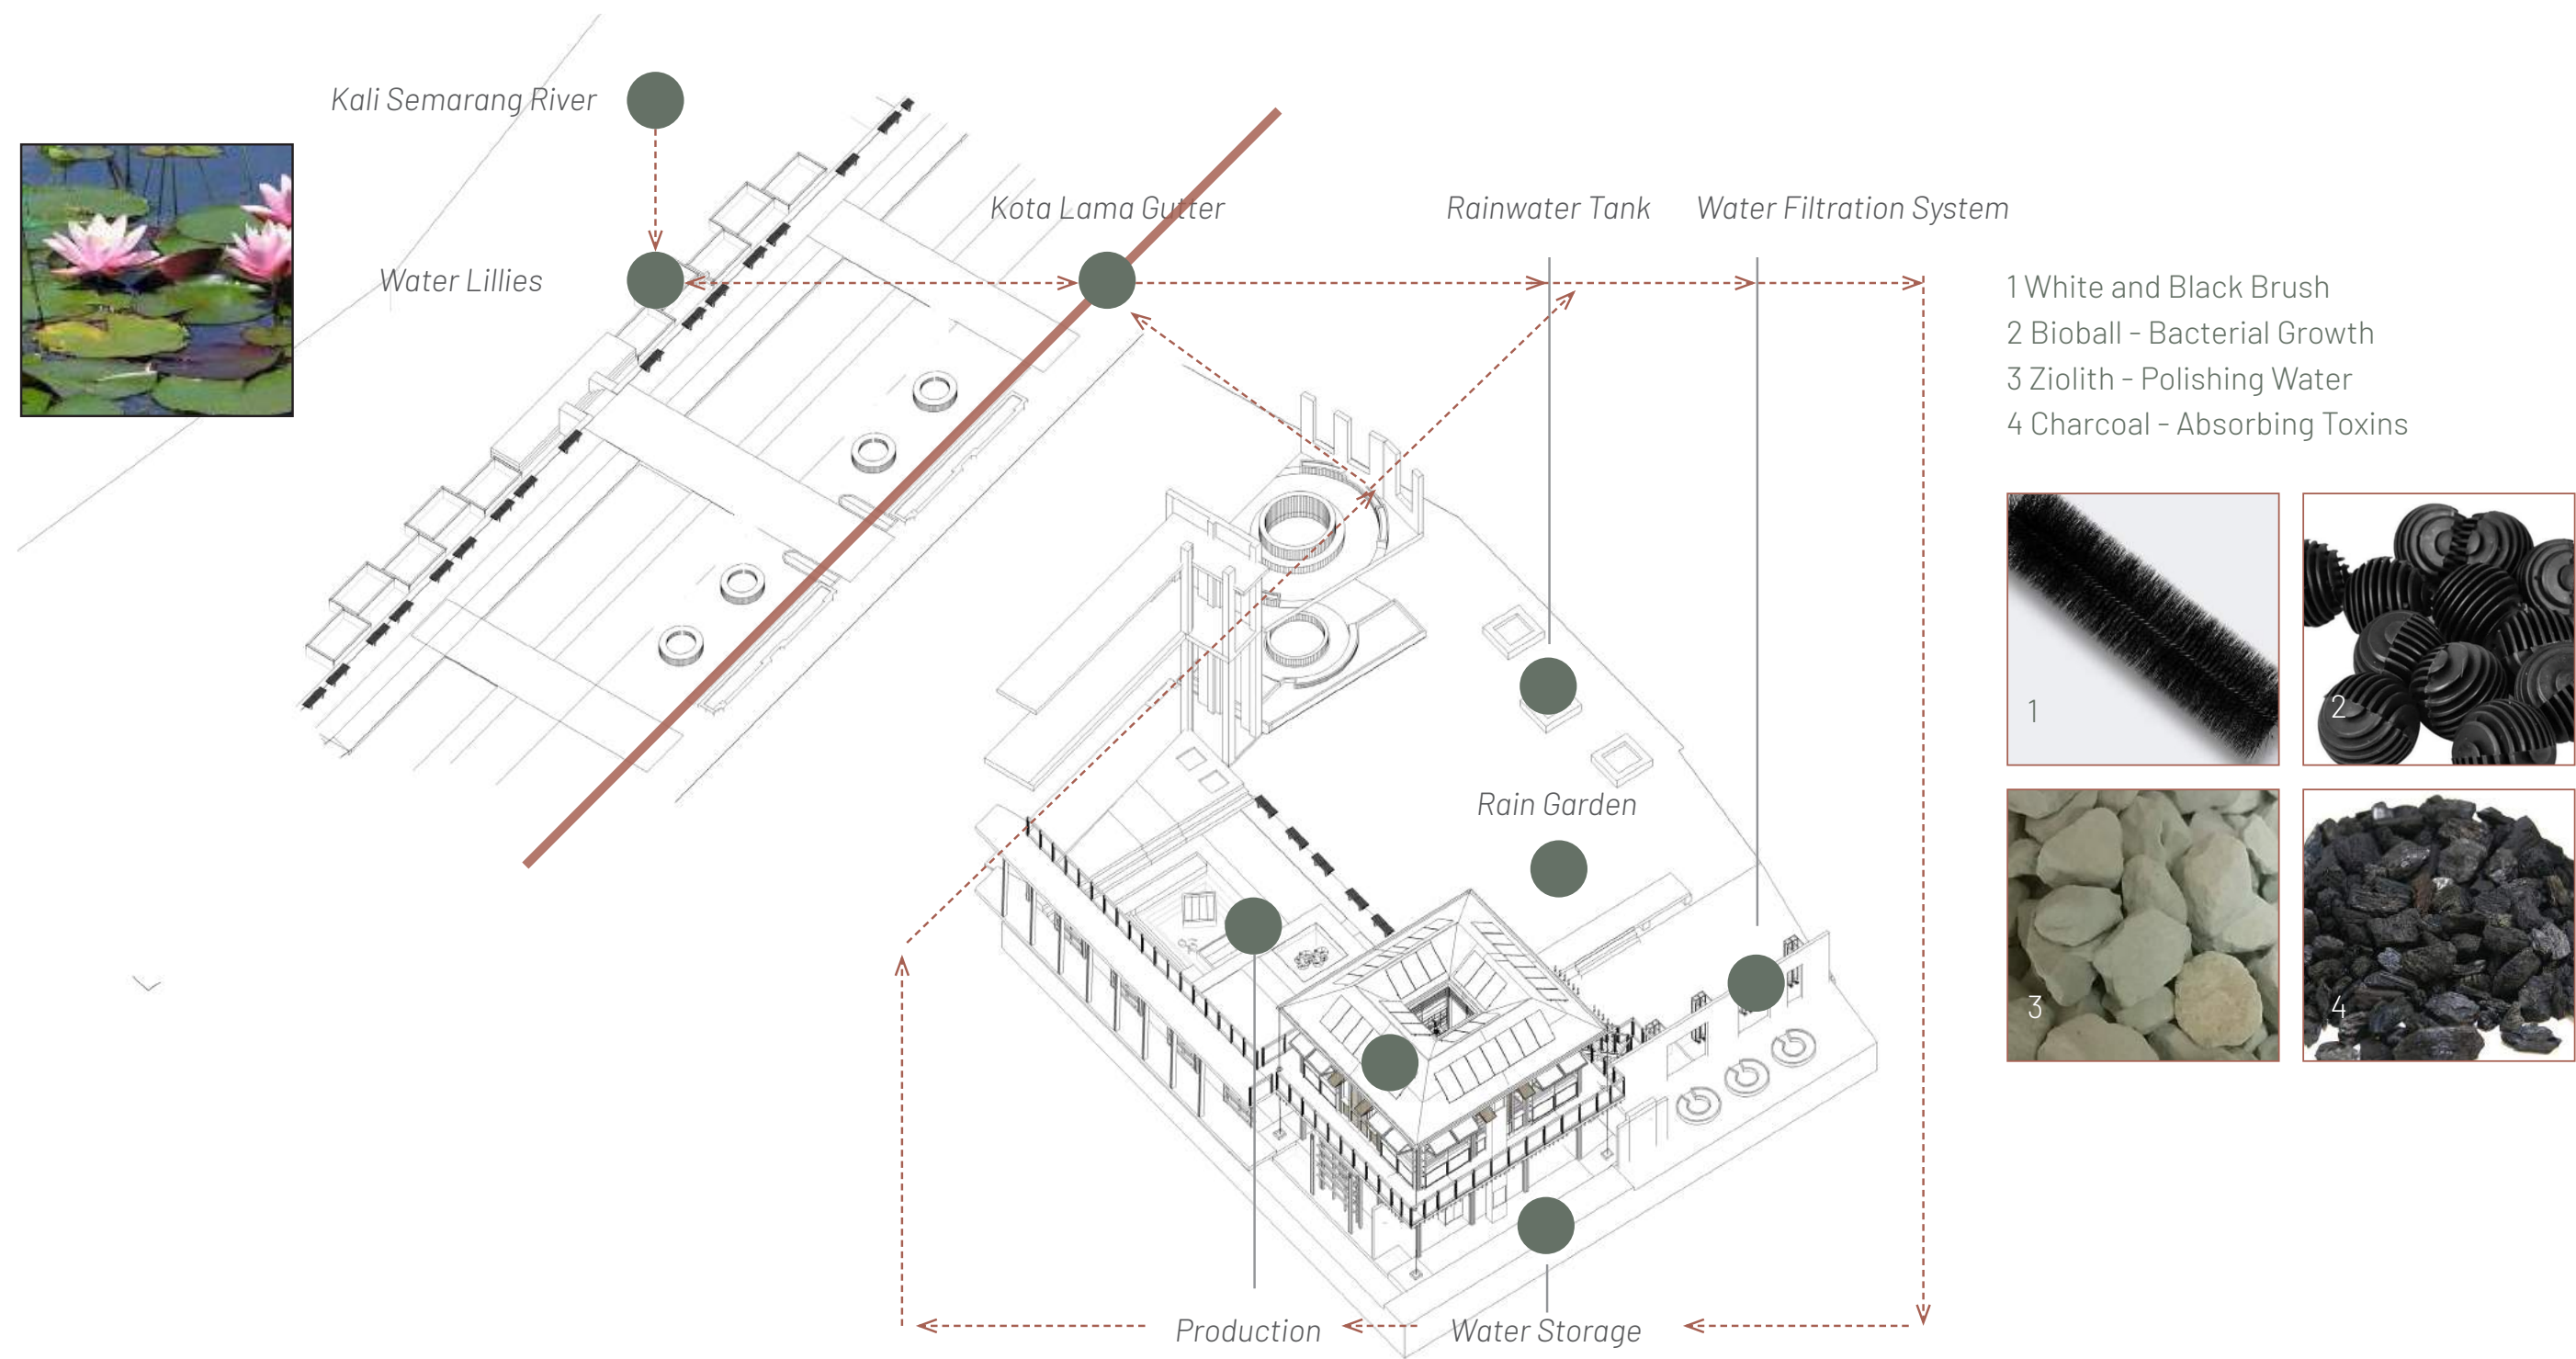 Kali Semarang River
Kota Lama Gutter
Rainwater Tank
Water Filtration System
Water Lillies
1 White and Black Brush
2 Bioball - Bacterial Growth
3 Ziolith - Polishing Water
4 Charcoal - Absorbing Toxins
1
2
Rain Garden
3
4
Production
Water Storage